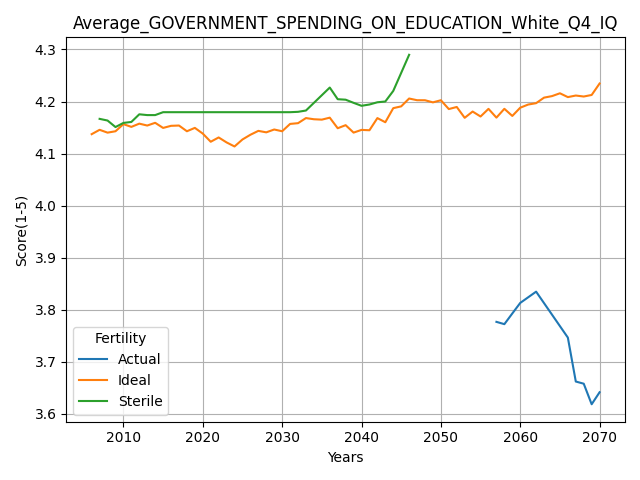 Average_GOVERNMENT_SPENDING_ON_EDUCATION_White_Q4_IQ
Score(1-5)
4.3
4.2
4.1
4.0
3.9
3.8
3.7
3.6
Fertility
Actual
Ideal
Sterile
2010 2020 2030 2040 2050 2060 2070
Years